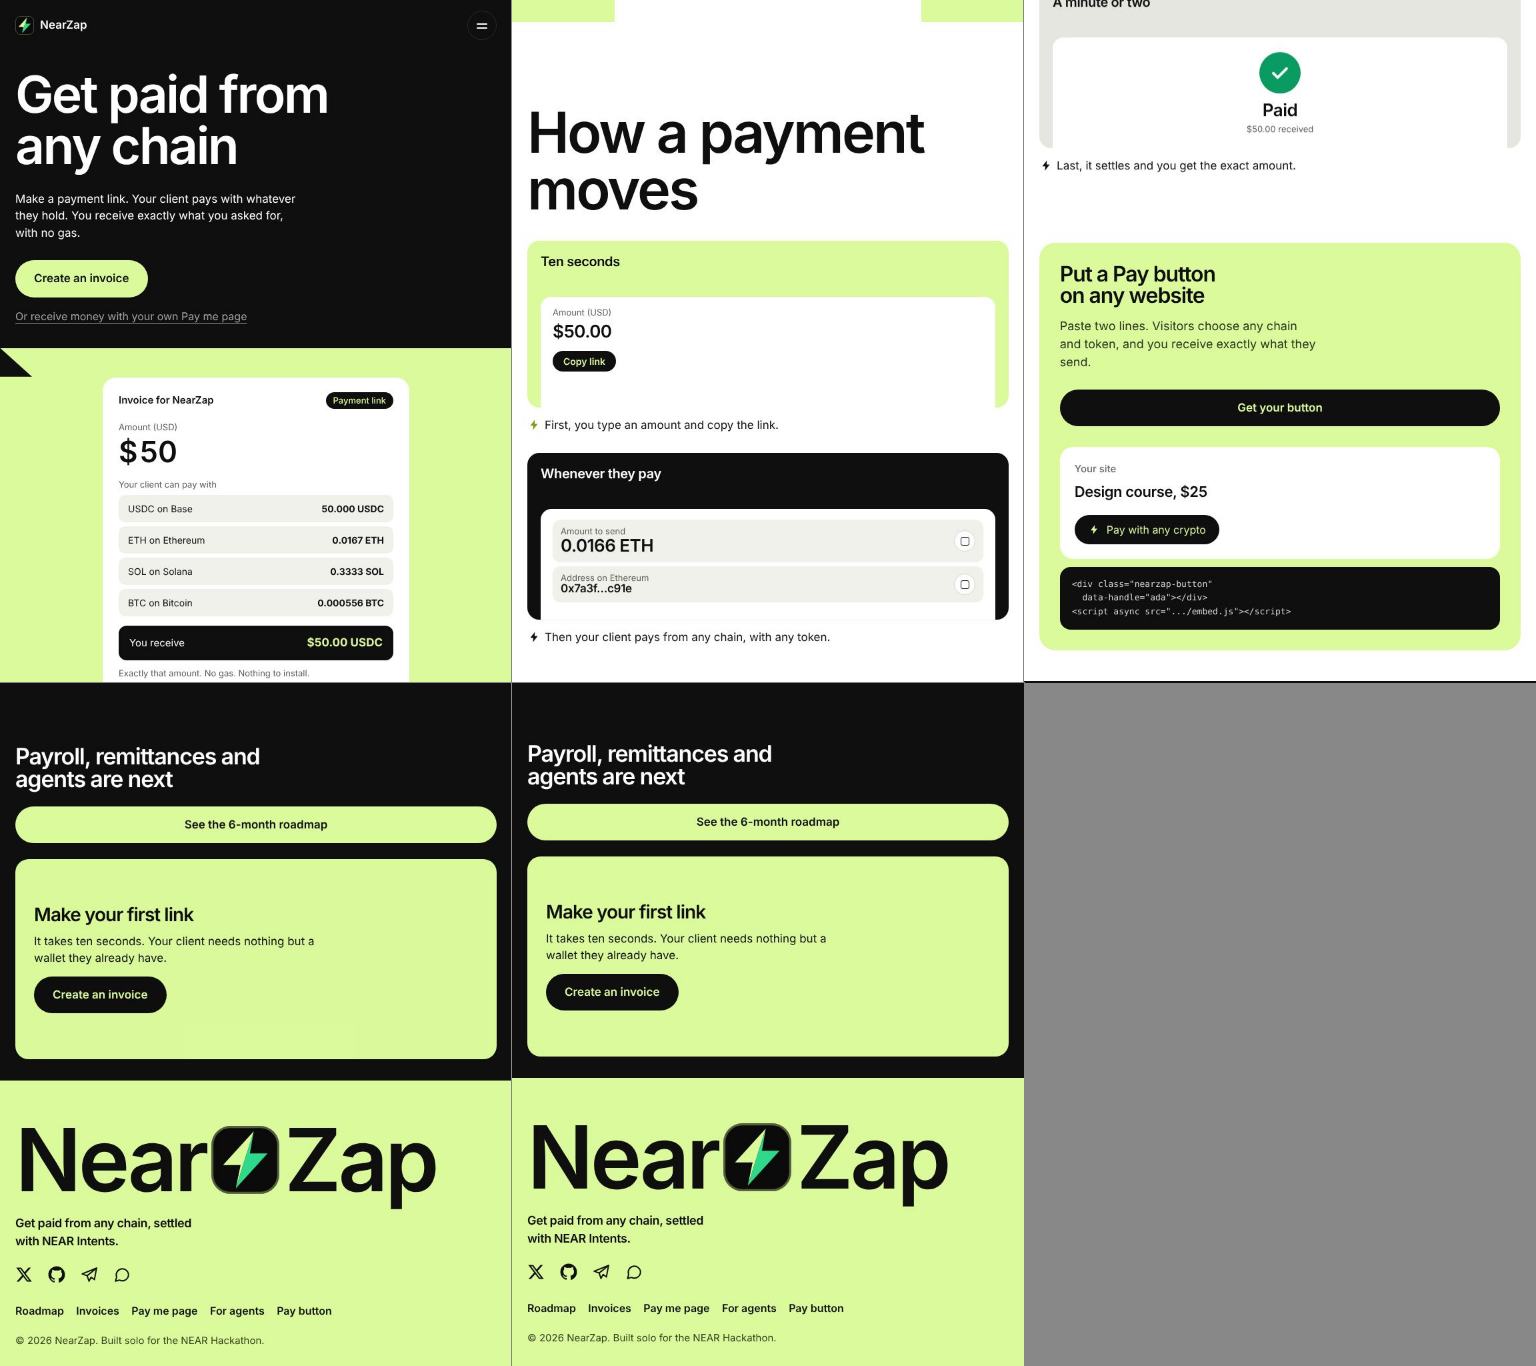 NearZap
Get paid from
any chain
Make a payment link. Your client pays with whatever
they hold. You receive exactly what you asked for,
with no gas.
Create an invoice
Or receive money with your own Pay me page
Invoice for NearZap
Payment link
Amount (USD)
$50
Your client can pay with
USDC on Base 50.000 USDC
ETH on Ethereum 0.0167 ETH
SOL on Solana 0.3333 SOL
BTC on Bitcoin 0.000556 BTC
You receive $50.00 USDC
Exactly that amount. No gas. Nothing to install.
How a payment
moves
Ten seconds
Amount (USD)
$50.00
Copy link
First, you type an amount and copy the link.
Whenever they pay
Amount to send
0.0166 ETH
Address on Ethereum
0x7a3f...c91e
Then your client pays from any chain, with any token.
A minute or two
Paid
$50.00 received
Last, it settles and you get the exact amount.
Put a Pay button
on any website
Paste two lines. Visitors choose any chain
and token, and you receive exactly what they
send.
Get your button
Your site
Design course, $25
Pay with any crypto
<div class="nearzap-button"
data-handle="ada"></div>
<script async src=".../embed.js"></script>
Payroll, remittances and
agents are next
See the 6-month roadmap
Make your first link
It takes ten seconds. Your client needs nothing but a
wallet they already have.
Create an invoice
Near Zap
Get paid from any chain, settled
with NEAR Intents.
Roadmap Invoices Pay me page For agents Pay button
© 2026 NearZap. Built solo for the NEAR Hackathon.
Payroll, remittances and
agents are next
See the 6-month roadmap
Make your first link
It takes ten seconds. Your client needs nothing but a
wallet they already have.
Create an invoice
Near Zap
Get paid from any chain, settled
with NEAR Intents.
Roadmap Invoices Pay me page For agents Pay button
© 2026 NearZap. Built solo for the NEAR Hackathon.